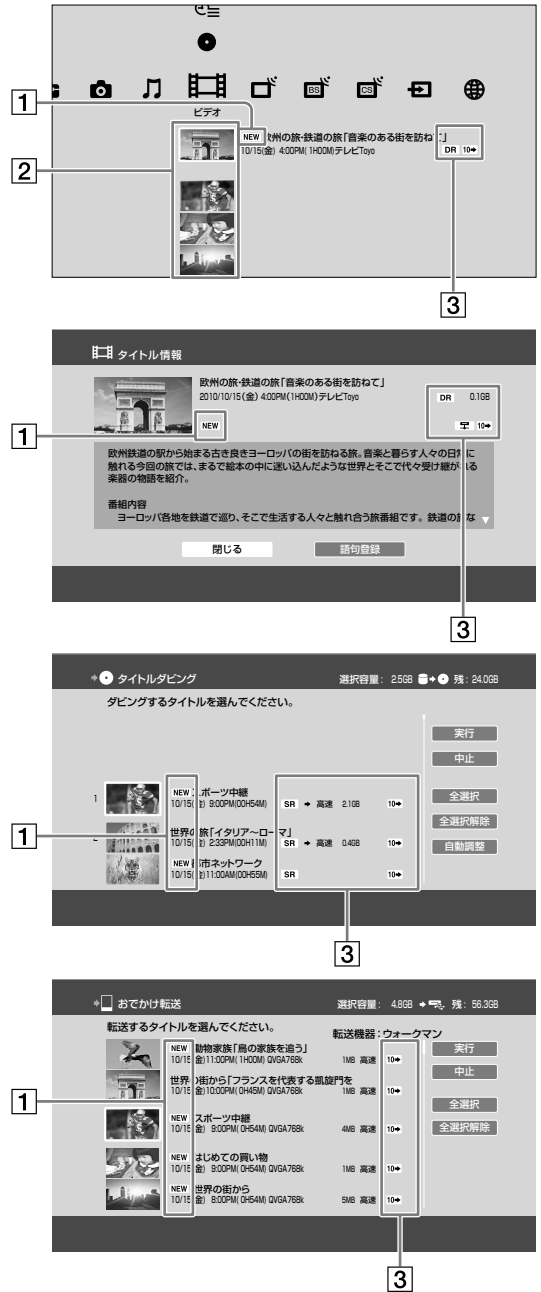 BS
CS
1
ビデオ
NEW 欧州の旅・鉄道の旅「音楽のある街を訪ねて」
10/15(金) 4:00PM( 1H00M)テレビToyo
DR 10
2
3
タイトル情報
欧州の旅・鉄道の旅「音楽のある街を訪ねて」
2010/10/15(金) 4:00PM(1H00M)テレビToyo
DR 0.1GB
NEW
10
1
欧州鉄道の駅から始まる古き良きヨーロッパの街を訪ねる旅。音楽と暮らす人々の日常に
触れる今回の旅では、まるで絵本の中に迷い込んだような世界とそこで代々受け継がれる
楽器の物語を紹介。
番組内容
ヨーロッパ各地を鉄道で巡り、そこで生活する人々と触れ合う旅番組です。鉄道の旅な
閉じる
語句登録
3
タイトルダビング
選択容量: 2.5GB 残: 24.0GB
ダビングするタイトルを選んでください。
実行
中止
全選択
全選択解除
自動調整
1 NEW スポーツ中継
10/15(金) 9:00PM(00H54M) SR 高速 2.1GB 10
1
2 世界の旅「イタリア〜ローマ」
10/15(金) 2:33PM(00H11M) SR 高速 0.4GB 10
NEW 都市ネットワーク
10/15(金)11:00AM(00H55M) SR 10
3
おでかけ転送
選択容量: 4.8GB 残: 56.3GB
転送するタイトルを選んでください。
転送機器:ウォークマン
実行
中止
全選択
全選択解除
NEW 動物家族「鳥の家族を追う」
10/15(金)11:00PM( 1H00M) QVGA768k 1MB 高速 10
世界の街から「フランスを代表する凱旋門を
10/15(金)10:00PM( 0H45M) QVGA768k 1MB 高速 10
1
NEW スポーツ中継
10/15(金) 9:00PM( 0H54M) QVGA768k 4MB 高速 10
NEW はじめての買い物
10/15(金) 9:00PM( 0H54M) QVGA768k 1MB 高速 10
NEW 世界の街から
10/15(金) 8:00PM( 0H54M) QVGA768k 5MB 高速 10
3